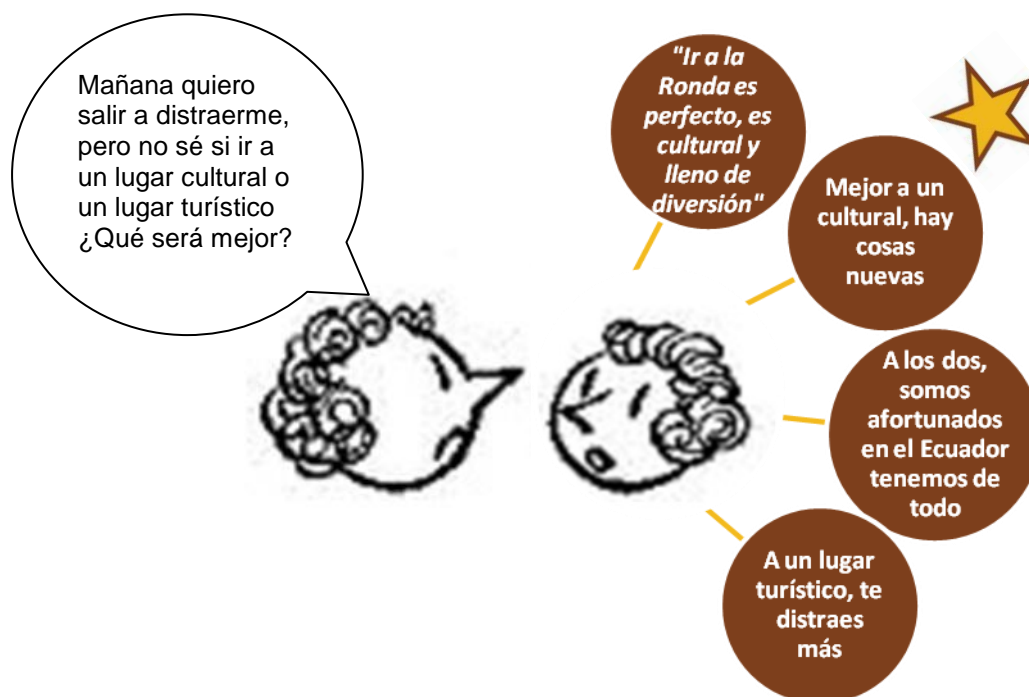 Mañana quiero
salir a distraerme,
pero no sé si ir a
un lugar cultural o
un lugar turístico
¿Qué será mejor?
"Ir a la
Ronda es
perfecto, es
cultural y
lleno de
diversión"
Mejor a un
cultural, hay
cosas
nuevas
A los dos,
somos
afortunados
en el Ecuador
tenemos de
todo
A un lugar
turístico, te
distraes
más